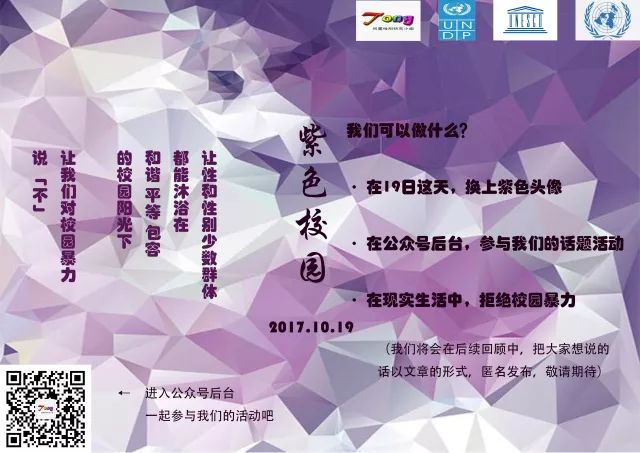 Tong
UN
DP
UNESCO
紫色校园
2017.10.19
让性和性别少数群体
都能沐浴在
和谐 平等 包容
的校园阳光下
让我们对校园暴力
说「不」
我们可以做什么？
· 在19日这天，换上紫色头像
· 在公众号后台，参与我们的话题活动
· 在现实生活中，拒绝校园暴力
（我们将会在后续回顾中，把大家想说的
话以文章的形式，匿名发布，敬请期待）
← 进入公众号后台
一起参与我们的活动吧